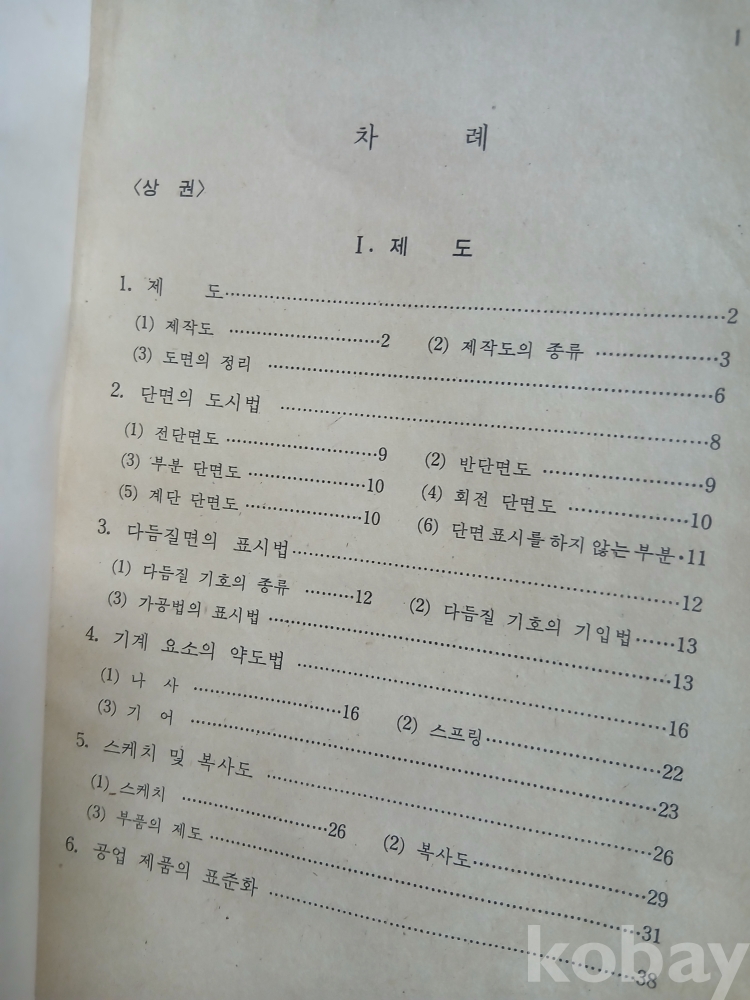 1
차 례
〈상 권〉
I. 제 도
1. 제 도……2
(1) 제작도 ……2 (2) 제작도의 종류 ……3
(3) 도면의 정리 ……6
2. 단면의 도시법 ……8
(1) 전단면도……9 (2) 반단면도 ……9
(3) 부분 단면도……10 (4) 회전 단면도 ……10
(5) 계단 단면도……10 (6) 단면 표시를 하지 않는 부분·11
3. 다듬질면의 표시법……12
(1) 다듬질 기호의 종류 ……12 (2) 다듬질 기호의 기입법……13
(3) 가공법의 표시법……13
4. 기계 요소의 약도법 ……16
(1) 나 사 ……16 (2) 스프링……22
(3) 기 어 ……23
5. 스케치 및 복사도 ……26
(1) 스케치 ……26 (2) 복사도……29
(3) 부품의 제도……31
6. 공업 제품의 표준화 ……38
kobay